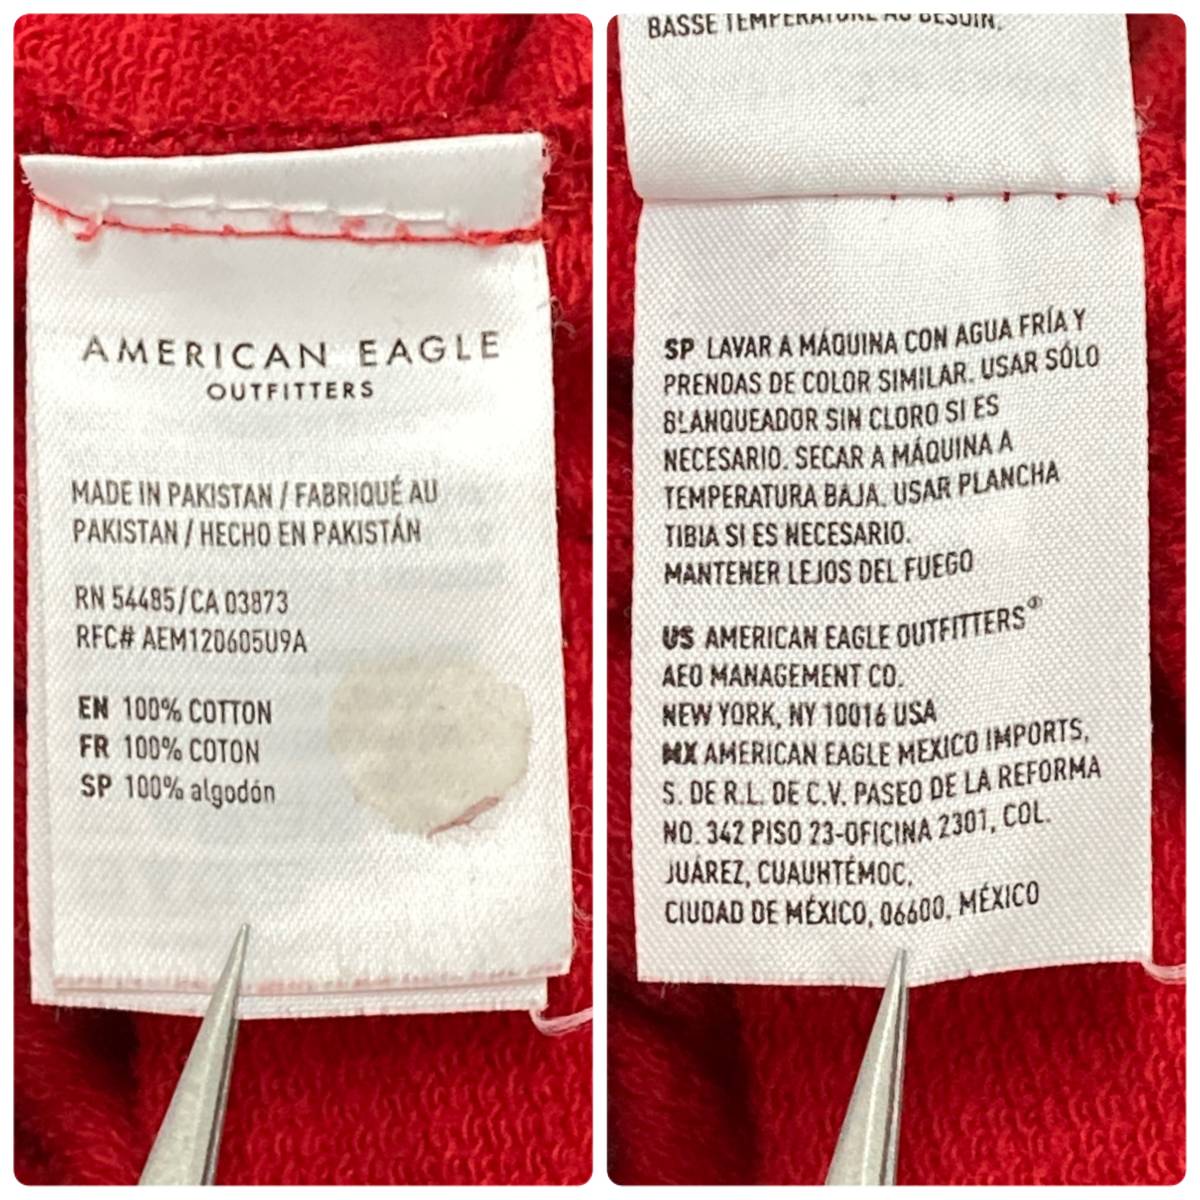 AMERICAN EAGLE
OUTFITTERS
MADE IN PAKISTAN / FABRIQUÉ AU
PAKISTAN / HECHO EN PAKISTÁN
RN 54485/CA 03873
RFC# AEM120605U9A
EN 100% COTTON
FR 100% COTON
SP 100% algodón
BASSE TEMPÉRATURE AU BESOIN.
SP LAVAR A MÁQUINA CON AGUA FRÍA Y
PRENDAS DE COLOR SIMILAR. USAR SÓLO
BLANQUEADOR SIN CLORO SI ES
NECESARIO. SECAR A MÁQUINA A
TEMPERATURA BAJA. USAR PLANCHA
TIBIA SI ES NECESARIO.
MANTENER LEJOS DEL FUEGO
US AMERICAN EAGLE OUTFITTERS®
AEO MANAGEMENT CO.
NEW YORK, NY 10016 USA
MX AMERICAN EAGLE MEXICO IMPORTS,
S. DE R.L. DE C.V. PASEO DE LA REFORMA
NO. 342 PISO 23-OFICINA 2301, COL.
JUÁREZ, CUAUHTÉMOC,
CIUDAD DE MÉXICO, 06600, MÉXICO